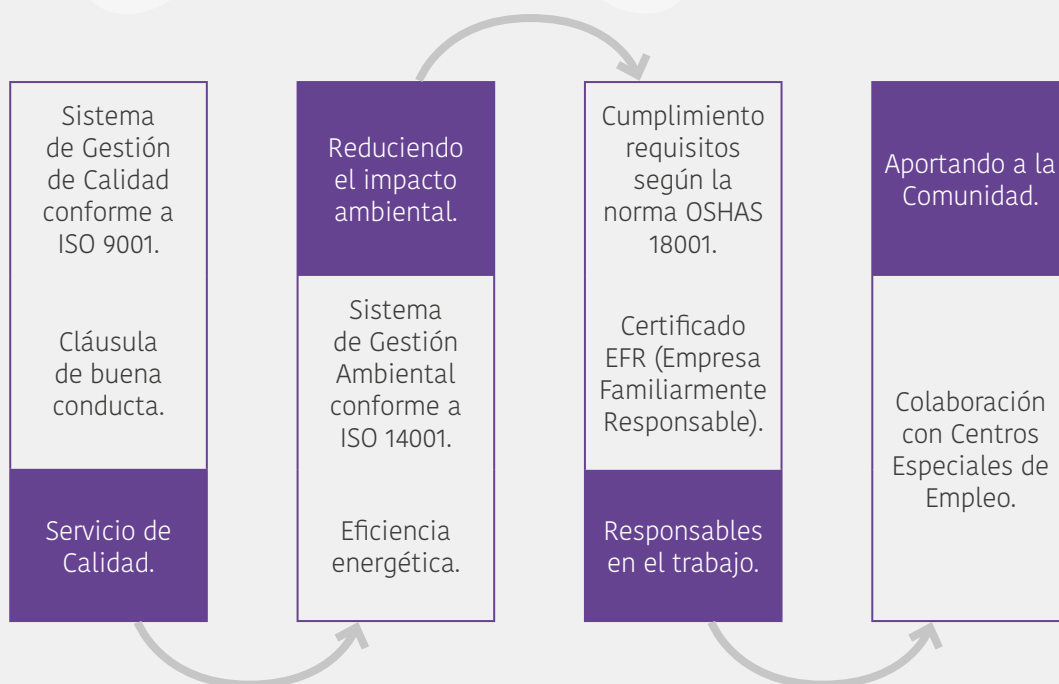 Sistema
de Gestión
de Calidad
conforme a
ISO 9001.
Cláusula
de buena
conducta.
Servicio de
Calidad.
Reduciendo
el impacto
ambiental.
Sistema
de Gestión
Ambiental
conforme a
ISO 14001.
Eficiencia
energética.
Cumplimiento
requisitos
según la
norma OSHAS
18001.
Certificado
EFR (Empresa
Familiarmente
Responsable).
Responsables
en el trabajo.
Aportando a la
Comunidad.
Colaboración
con Centros
Especiales de
Empleo.